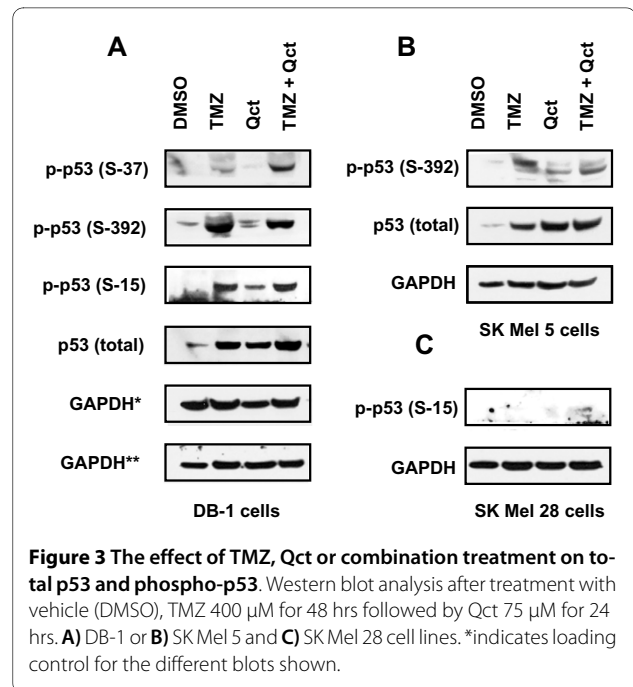 A
DMSO
TMZ
Qct
TMZ + Qct
p-p53 (S-37)
p-p53 (S-392)
p-p53 (S-15)
p53 (total)
GAPDH*
GAPDH**
DB-1 cells
B
DMSO
TMZ
Qct
TMZ + Qct
p-p53 (S-392)
p53 (total)
GAPDH
SK Mel 5 cells
C
p-p53 (S-15)
GAPDH
SK Mel 28 cells
Figure 3 The effect of TMZ, Qct or combination treatment on to-
tal p53 and phospho-p53. Western blot analysis after treatment with
vehicle (DMSO), TMZ 400 μM for 48 hrs followed by Qct 75 μM for 24
hrs. A) DB-1 or B) SK Mel 5 and C) SK Mel 28 cell lines. *indicates loading
control for the different blots shown.